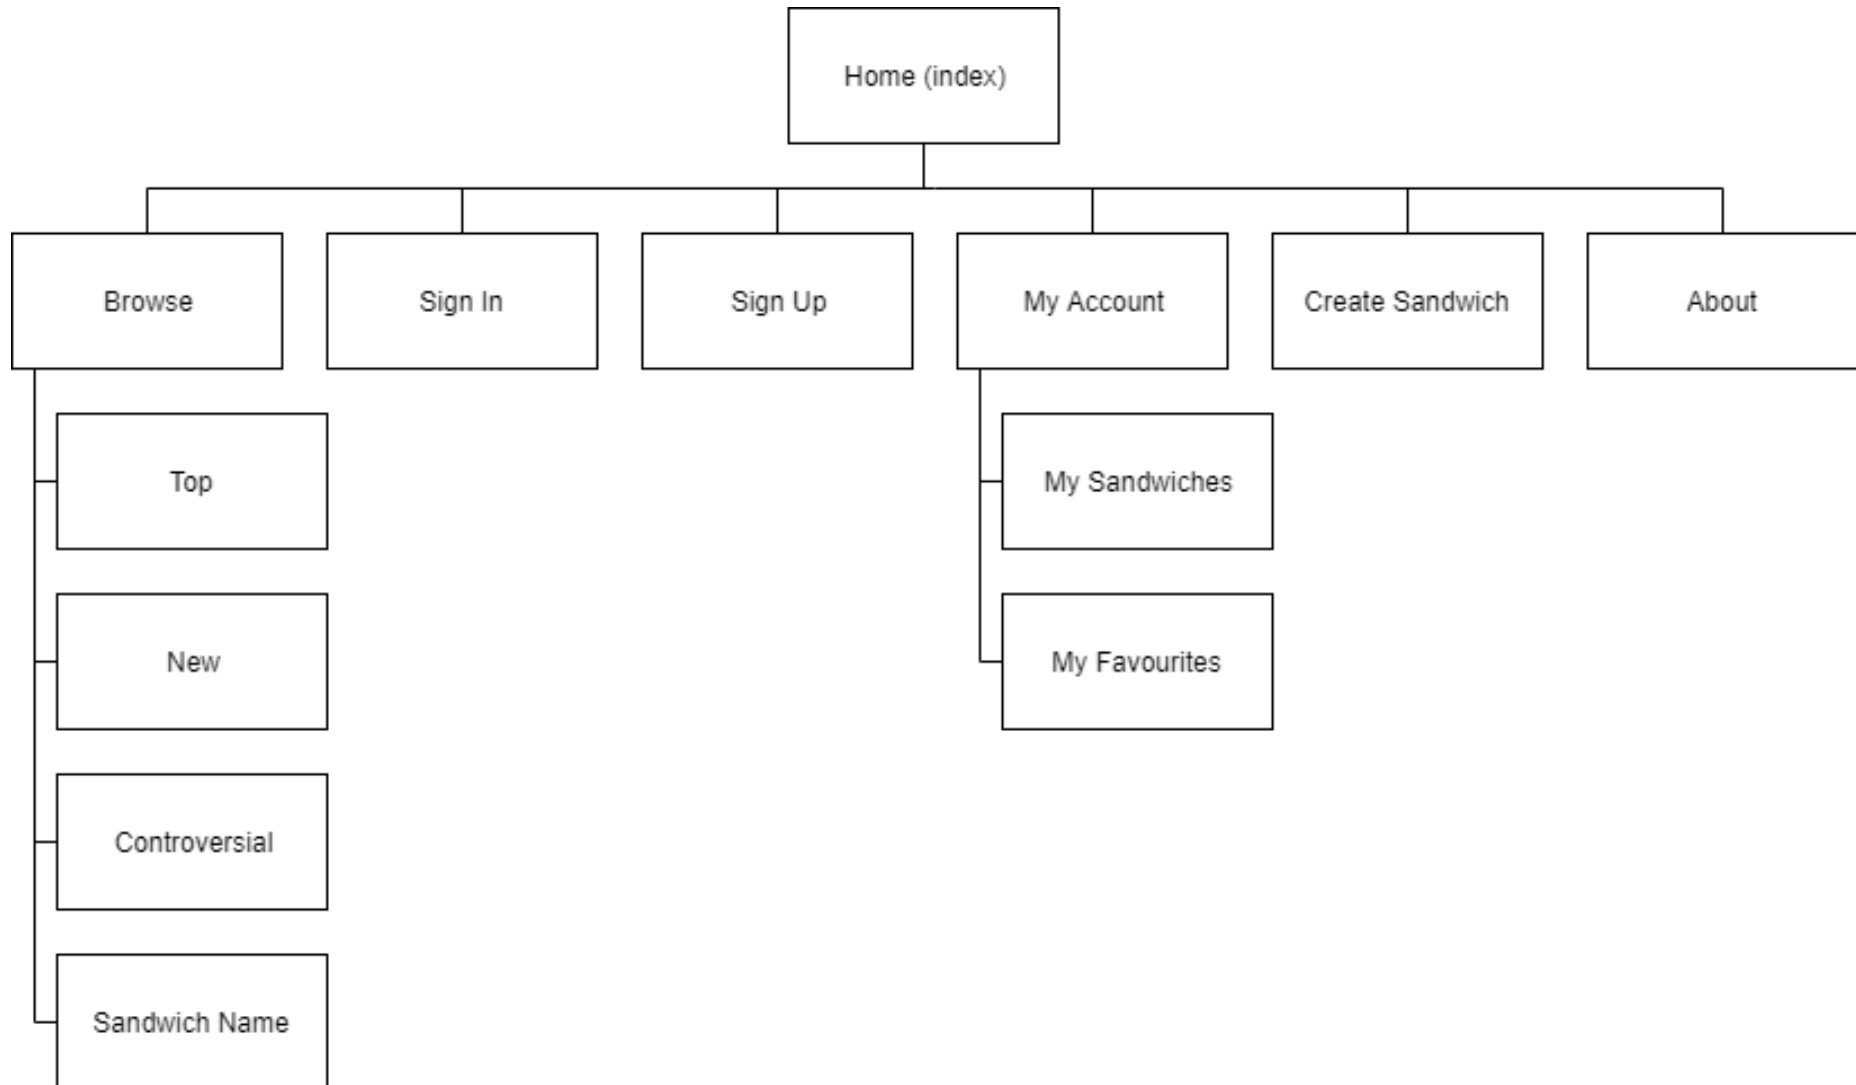 Home (index)
Browse
Sign In
Sign Up
My Account
Create Sandwich
About
Top
My Sandwiches
New
My Favourites
Controversial
Sandwich Name